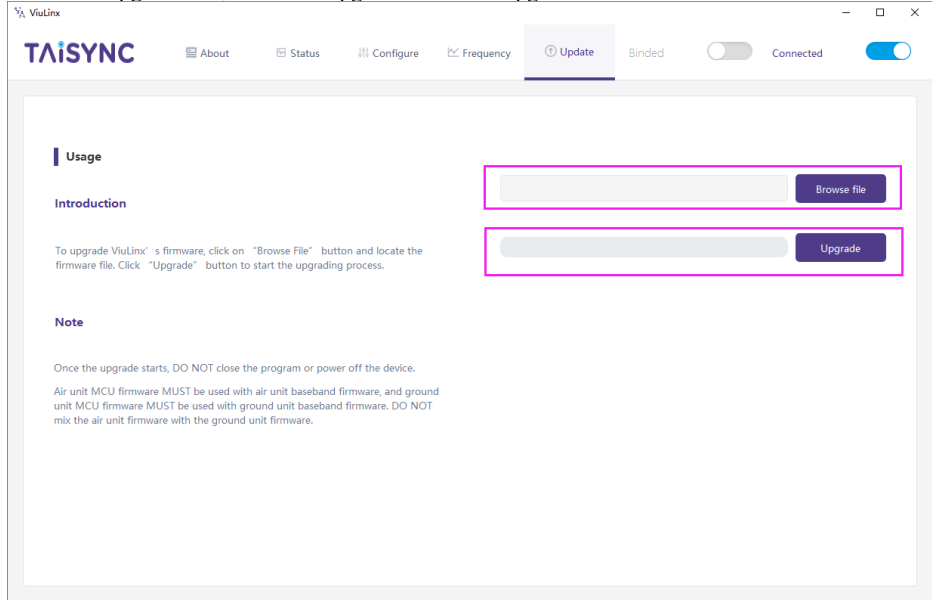 ViuLinx
TAiSYNC
About
Status
Configure
Frequency
Update
Binded
Connected
Usage
Browse file
Introduction
To upgrade ViuLinx’s firmware, click on “Browse File” button and locate the
firmware file. Click “Upgrade” button to start the upgrading process.
Upgrade
Note
Once the upgrade starts, DO NOT close the program or power off the device.
Air unit MCU firmware MUST be used with air unit baseband firmware, and ground
unit MCU firmware MUST be used with ground unit baseband firmware. DO NOT
mix the air unit firmware with the ground unit firmware.